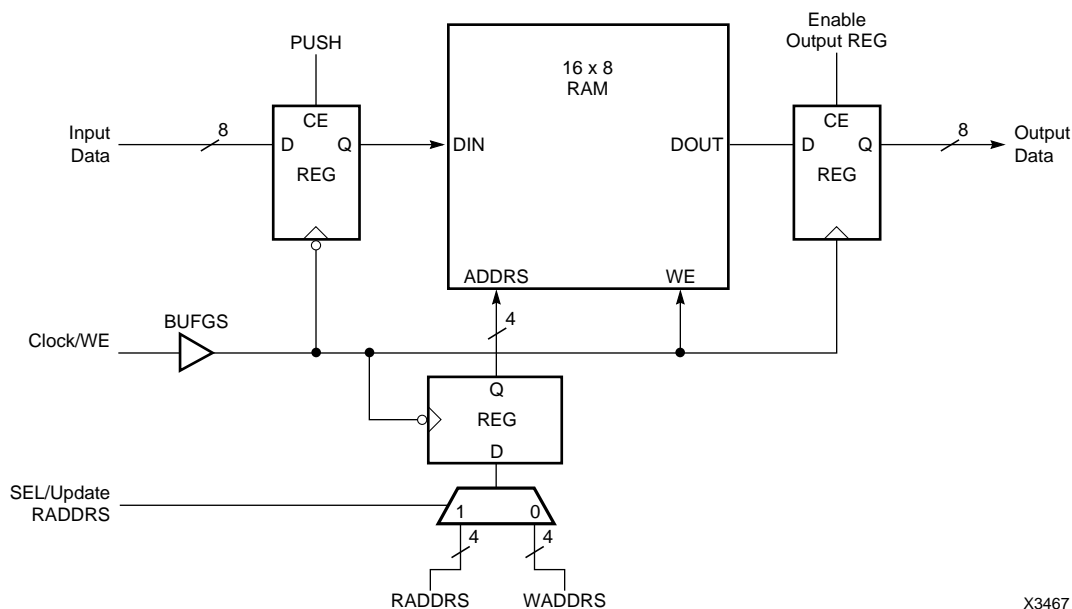 Enable
Output REG
PUSH
16 x 8
RAM
Input
Data
8
CE
D
Q
REG
DIN
DOUT
CE
D
Q
REG
8
Output
Data
ADDRS
WE
BUFGS
Clock/WE
4
Q
REG
D
SEL/Update
RADDRS
1
0
4
4
RADDRS
WADDRS
X3467